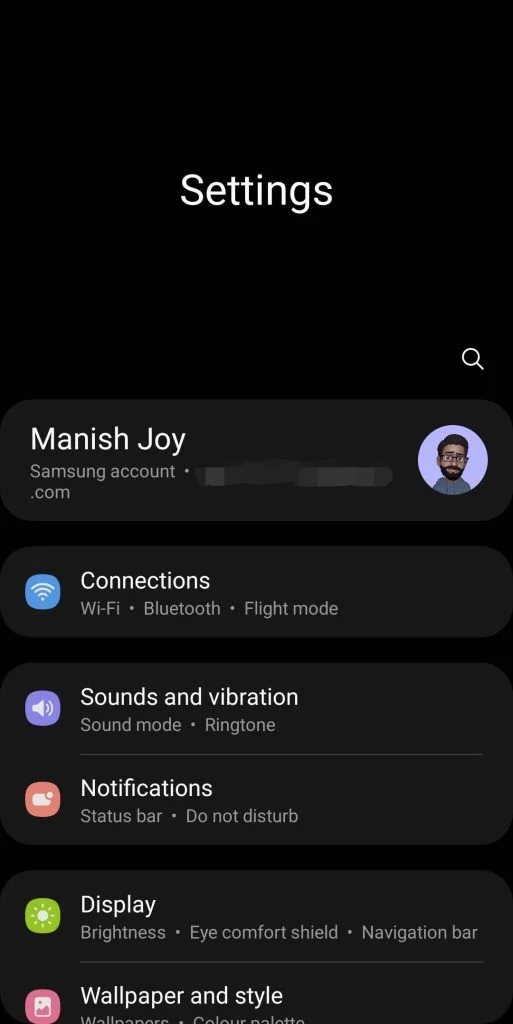 Settings
Manish Joy
Samsung account •
.com
Connections
Wi-Fi • Bluetooth • Flight mode
Sounds and vibration
Sound mode • Ringtone
Notifications
Status bar • Do not disturb
Display
Brightness • Eye comfort shield • Navigation bar
Wallpaper and style
Wallpapers • Colour palette